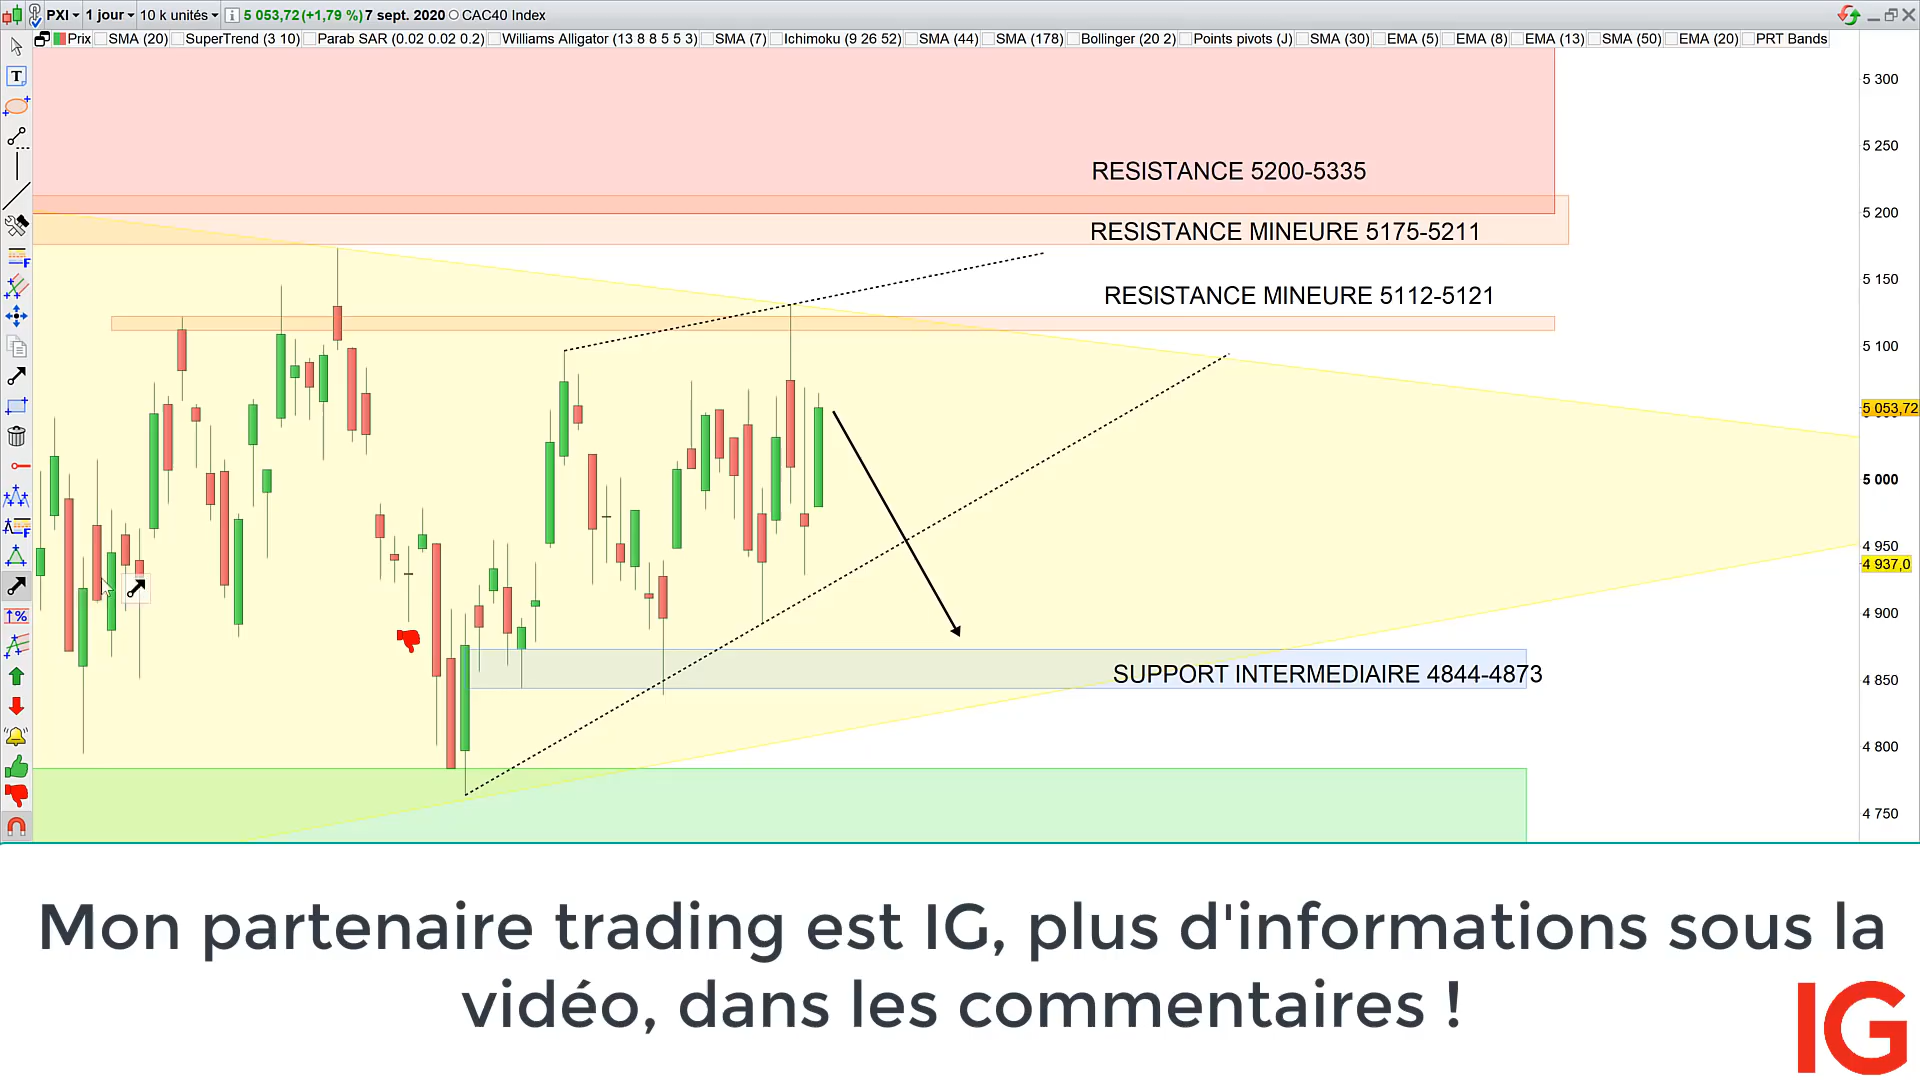 PXI 1 jour 10 k unités 5 053,72 (+1,79 %) 7 sept. 2020 CAC40 Index
Prix SMA (20) SuperTrend (3 10) Parab SAR (0.02 0.02 0.2) Williams Alligator (13 8 8 5 5 3) SMA (7) Ichimoku (9 26 52) SMA (44) SMA (178) Bollinger (20 2) Points pivots (J) SMA (30) EMA (5) EMA (8) EMA (13) SMA (50) EMA (20) PRT Bands
5 300
5 250
RESISTANCE 5200-5335
5 200
RESISTANCE MINEURE 5175-5211
5 150
RESISTANCE MINEURE 5112-5121
5 100
5 053,72
5 000
4 950
4 937,0
4 900
SUPPORT INTERMEDIAIRE 4844-4873
4 850
4 800
4 750
Mon partenaire trading est IG, plus d'informations sous la
vidéo, dans les commentaires !
IG